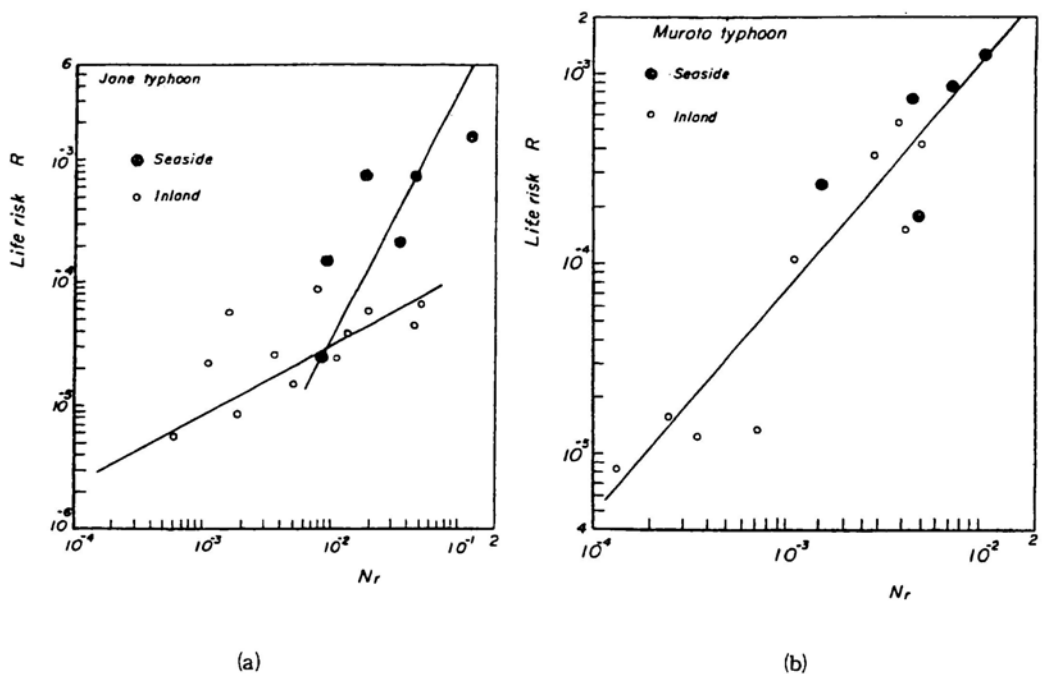 Jane typhoon
Seaside
Inland
Life risk R
6
10⁻³
10⁻⁴
10⁻⁵
10⁻⁶
10⁻⁴
10⁻³
10⁻²
10⁻¹
2
Nr
(a)
Muroto typhoon
Seaside
Inland
Life risk R
2
10⁻³
10⁻⁴
10⁻⁵
4
10⁻⁴
10⁻³
10⁻²
2
Nr
(b)